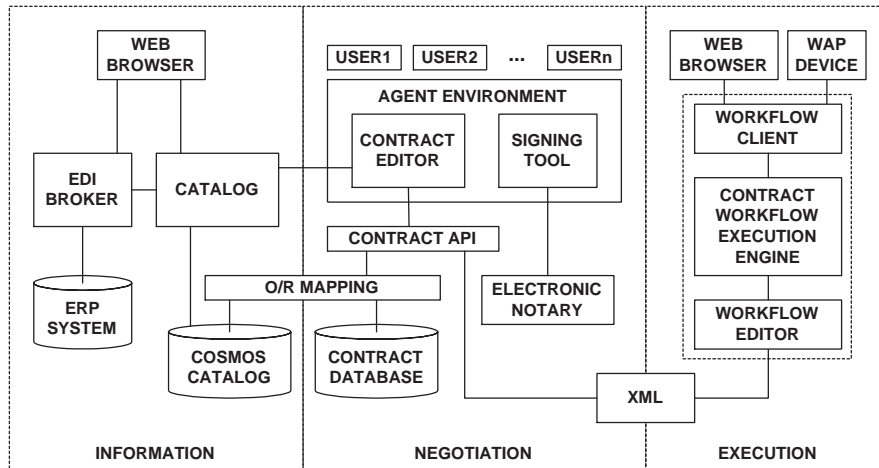 WEB
BROWSER
EDI
BROKER
CATALOG
ERP
SYSTEM
COSMOS
CATALOG
INFORMATION
USER1 USER2 ... USERn
AGENT ENVIRONMENT
CONTRACT
EDITOR
SIGNING
TOOL
CONTRACT API
O/R MAPPING
ELECTRONIC
NOTARY
CONTRACT
DATABASE
XML
NEGOTIATION
WEB
BROWSER
WAP
DEVICE
WORKFLOW
CLIENT
CONTRACT
WORKFLOW
EXECUTION
ENGINE
WORKFLOW
EDITOR
EXECUTION